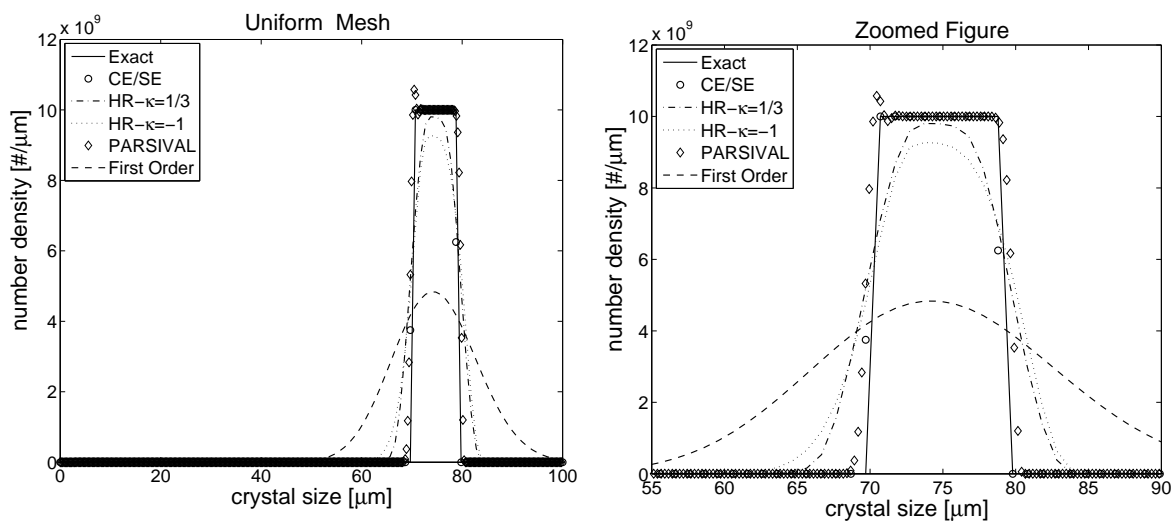 Uniform Mesh
x 10^9
12
10
8
6
4
2
0
number density [#/μm]
Exact
CE/SE
HR-κ=1/3
HR-κ=-1
PARSIVAL
First Order
0 20 40 60 80 100
crystal size [μm]
Zoomed Figure
x 10^9
12
10
8
6
4
2
0
number density [#/μm]
Exact
CE/SE
HR-κ=1/3
HR-κ=-1
PARSIVAL
First Order
55 60 65 70 75 80 85 90
crystal size [μm]